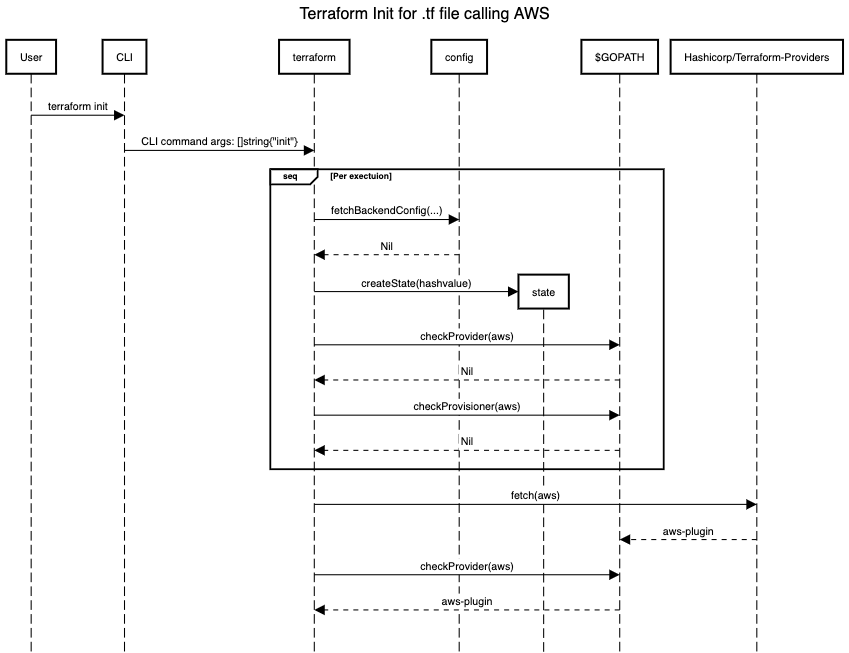 Terraform Init for .tf file calling AWS
User
CLI
terraform
config
$GOPATH
Hashicorp/Terraform-Providers
terraform init
CLI command args: []string{"init"}
seq
[Per exectuion]
fetchBackendConfig(...)
Nil
createState(hashvalue)
state
checkProvider(aws)
Nil
checkProvisioner(aws)
Nil
fetch(aws)
aws-plugin
checkProvider(aws)
aws-plugin